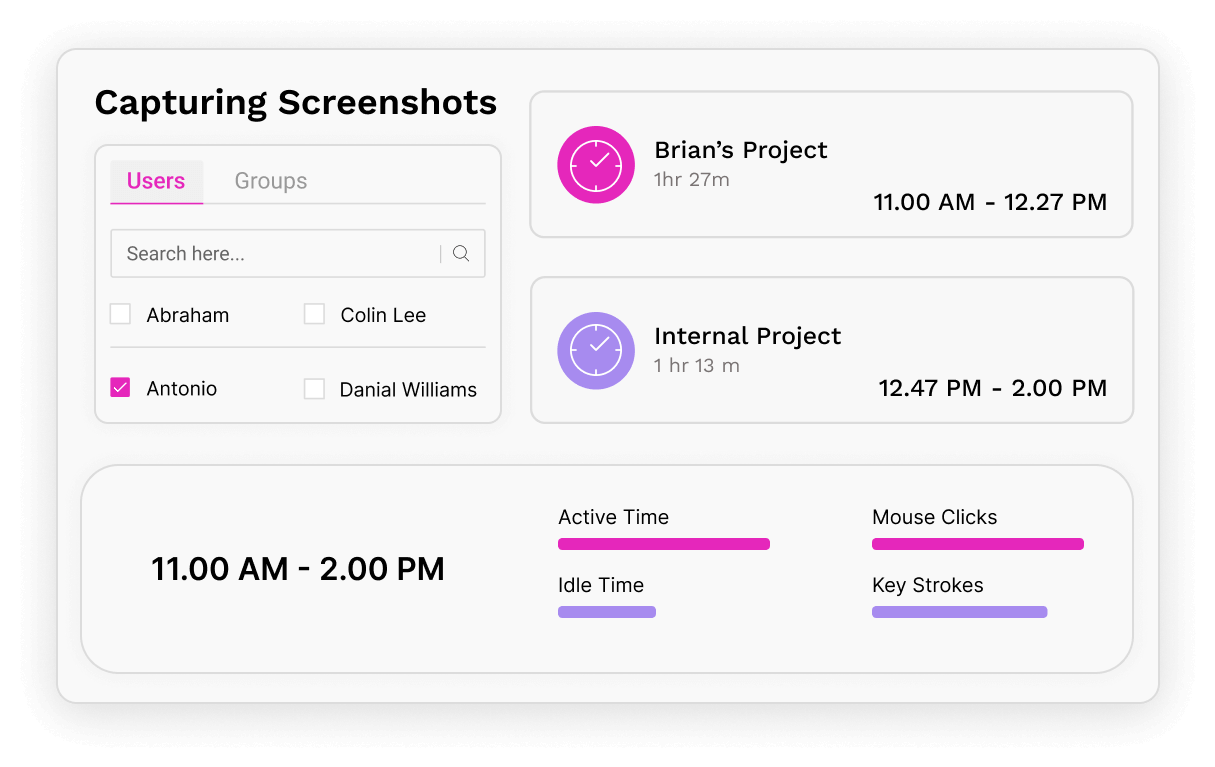 Capturing Screenshots
Users Groups
Search here...
Abraham Colin Lee
Antonio Danial Williams
Brian’s Project
1hr 27m
11.00 AM - 12.27 PM
Internal Project
1 hr 13 m
12.47 PM - 2.00 PM
11.00 AM - 2.00 PM
Active Time Mouse Clicks
Idle Time Key Strokes